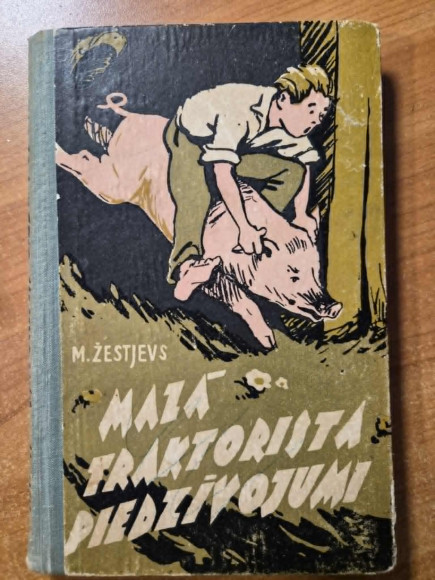 M. ŽESTJEVS
MAZĀ
TRAKTORISTA
PIEDZĪVOJUMI